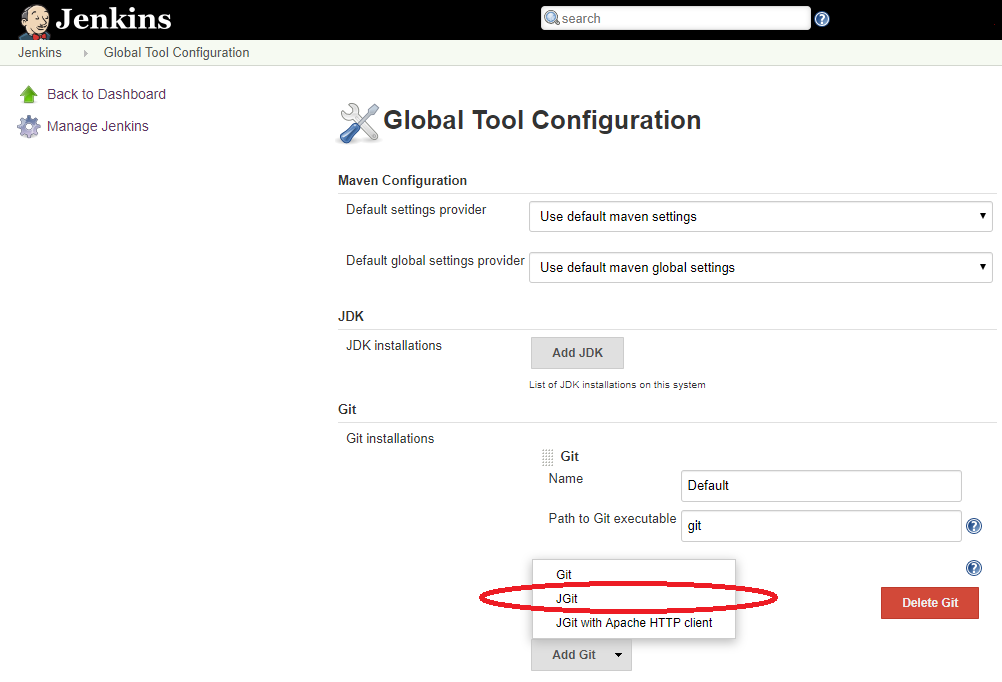 Jenkins
search
Jenkins
Global Tool Configuration
Back to Dashboard
Manage Jenkins
Global Tool Configuration
Maven Configuration
Default settings provider
Use default maven settings
Default global settings provider
Use default maven global settings
JDK
JDK installations
Add JDK
List of JDK installations on this system
Git
Git installations
Git
Name
Default
Path to Git executable
git
Git
JGit
JGit with Apache HTTP client
Delete Git
Add Git